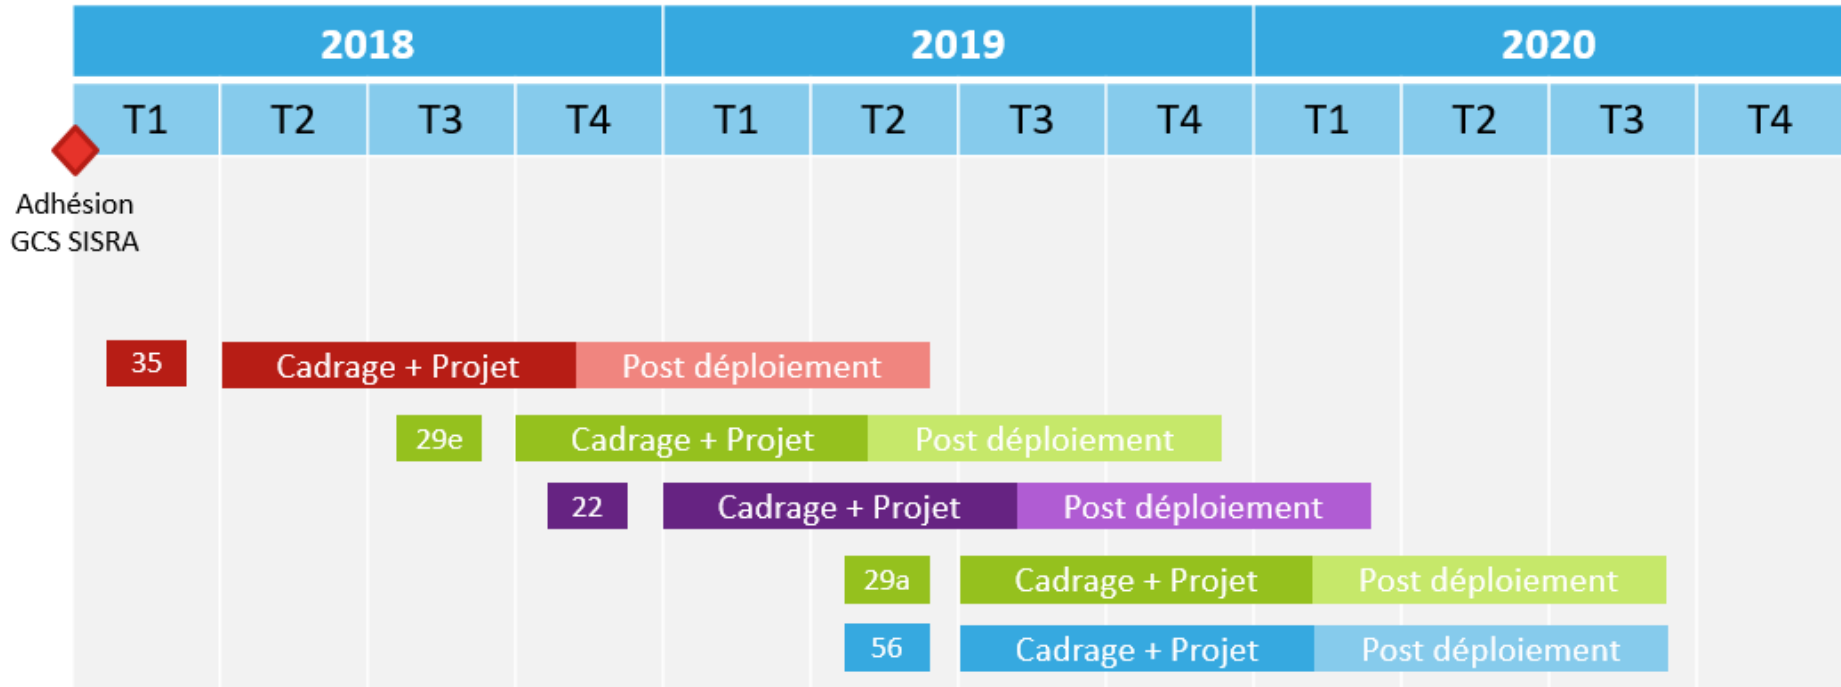 2018 2019 2020
T1 T2 T3 T4 T1 T2 T3 T4 T1 T2 T3 T4
Adhésion
GCS SISRA
35 Cadrage + Projet Post déploiement
29e Cadrage + Projet Post déploiement
22 Cadrage + Projet Post déploiement
29a Cadrage + Projet Post déploiement
56 Cadrage + Projet Post déploiement